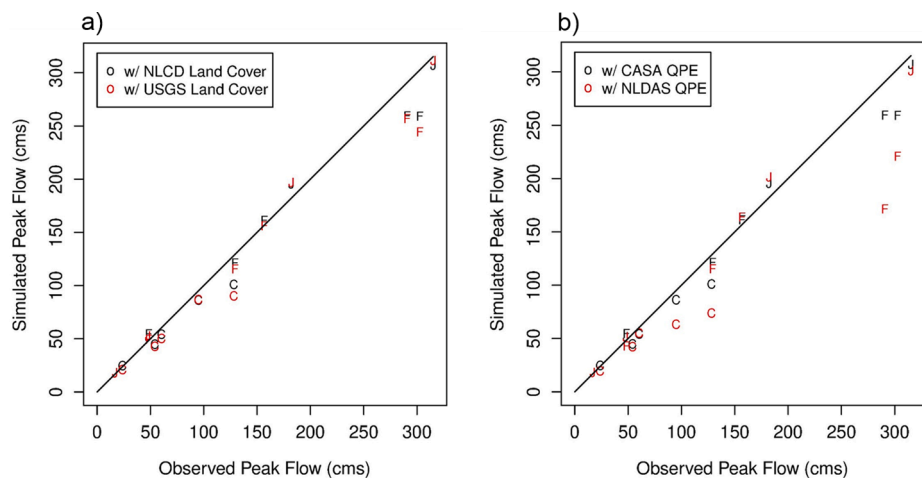 a)
b)
o w/ NLCD Land Cover
o w/ USGS Land Cover
o w/ CASA QPE
o w/ NLDAS QPE
Simulated Peak Flow (cms)
0 50 100 150 200 250 300
0 50 100 150 200 250 300
Observed Peak Flow (cms)
Simulated Peak Flow (cms)
0 50 100 150 200 250 300
0 50 100 150 200 250 300
Observed Peak Flow (cms)